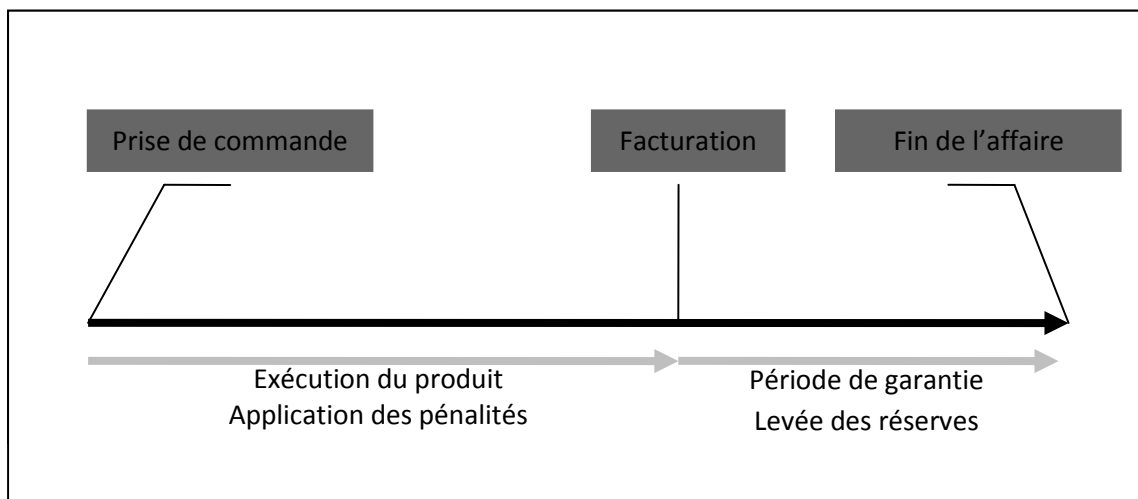 Prise de commande
Facturation
Fin de l’affaire
Exécution du produit
Application des pénalités
Période de garantie
Levée des réserves